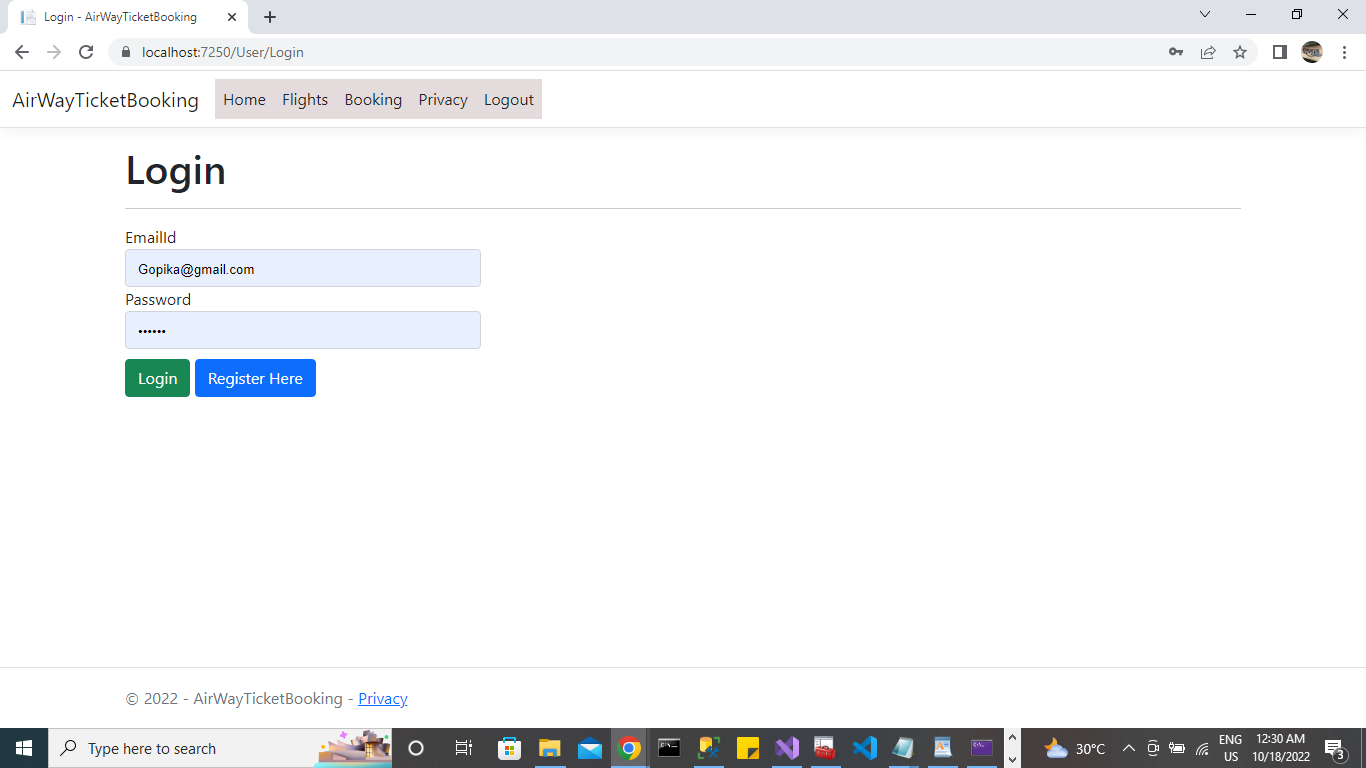 Login - AirWayTicketBooking
localhost:7250/User/Login
AirWayTicketBooking Home Flights Booking Privacy Logout
Login
EmailId
Gopika@gmail.com
Password
••••••
Login Register Here
© 2022 - AirWayTicketBooking - Privacy
Type here to search
30°C
ENG
US
12:30 AM
10/18/2022
3